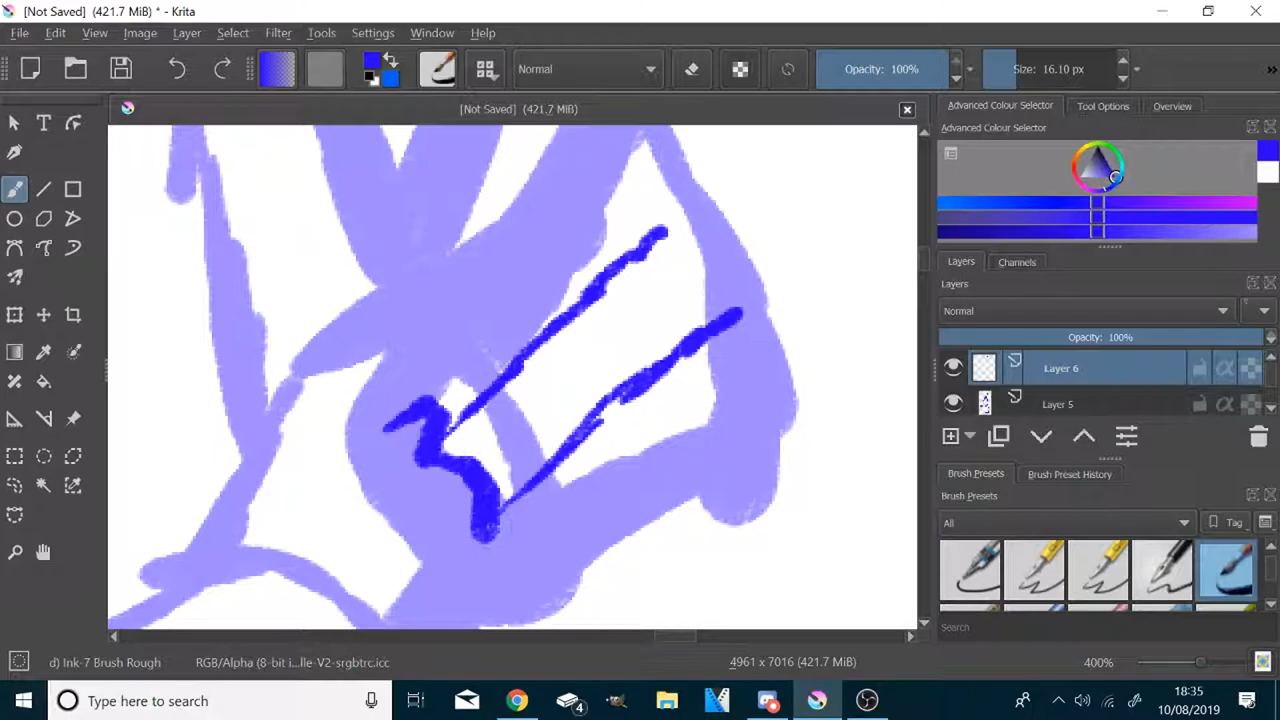 [Not Saved]  (421.7 MiB) * - Krita
File Edit View Image Layer Select Filter Tools Settings Window Help
Normal
Opacity: 100%
Size: 16.10 px
[Not Saved]  (421.7 MiB)
Advanced Colour Selector
Tool Options
Overview
Advanced Colour Selector
Layers
Channels
Layers
Normal
Opacity: 100%
Layer 6
Layer 5
Brush Presets
Brush Preset History
Brush Presets
All
Tag
Search
d) Ink-7 Brush Rough
RGB/Alpha (8-bit i...lle-V2-srgbtrc.icc
4961 x 7016 (421.7 MiB)
400%
Type here to search
4
18:35
10/08/2019